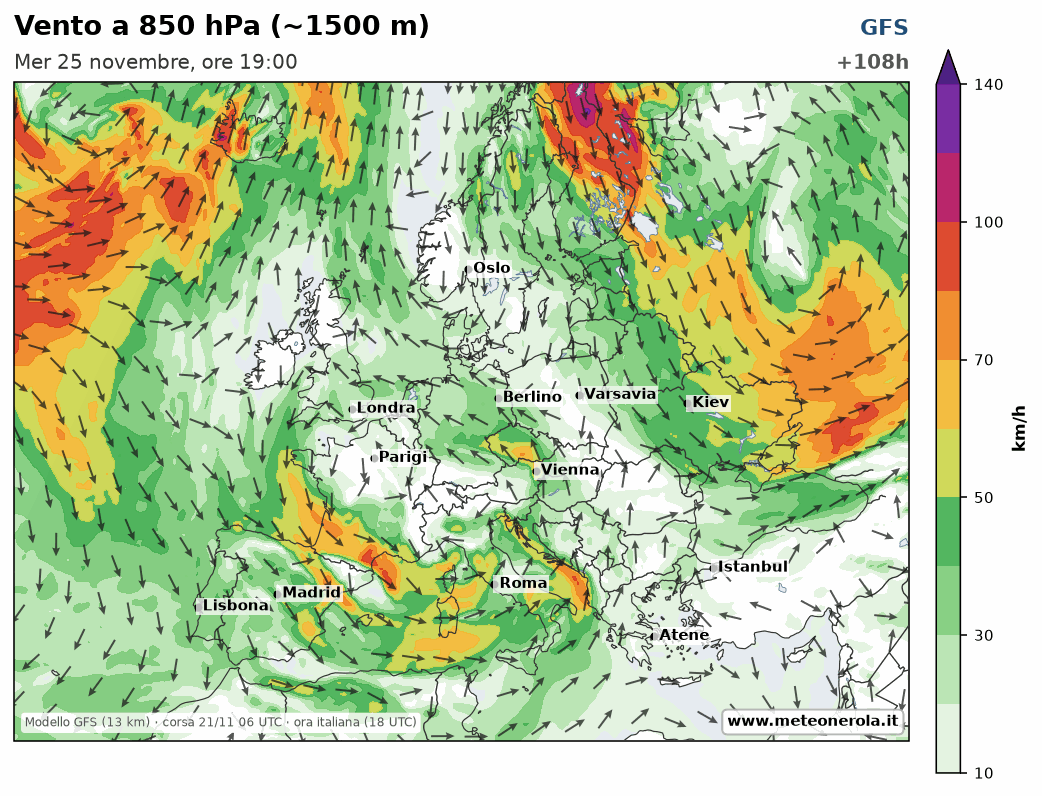 Vento a 850 hPa (~1500 m)
GFS
Mer 25 novembre, ore 19:00
+108h
140
100
70
50
30
10
km/h
Oslo
Berlino
Varsavia
Kiev
Londra
Parigi
Vienna
Istanbul
Roma
Madrid
Lisbona
Atene
Modello GFS (13 km) · corsa 21/11 06 UTC · ora italiana (18 UTC)
www.meteonerola.it